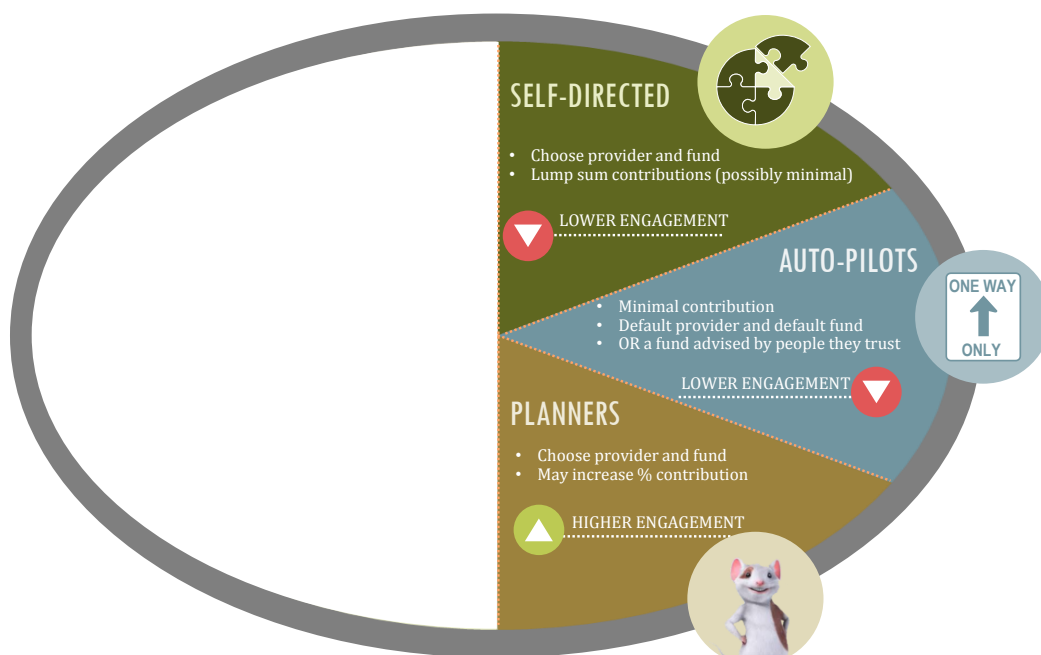 SELF-DIRECTED
• Choose provider and fund
• Lump sum contributions (possibly minimal)
LOWER ENGAGEMENT
AUTO-PILOTS
• Minimal contribution
• Default provider and default fund
• OR a fund advised by people they trust
LOWER ENGAGEMENT
ONE WAY
ONLY
PLANNERS
• Choose provider and fund
• May increase % contribution
HIGHER ENGAGEMENT